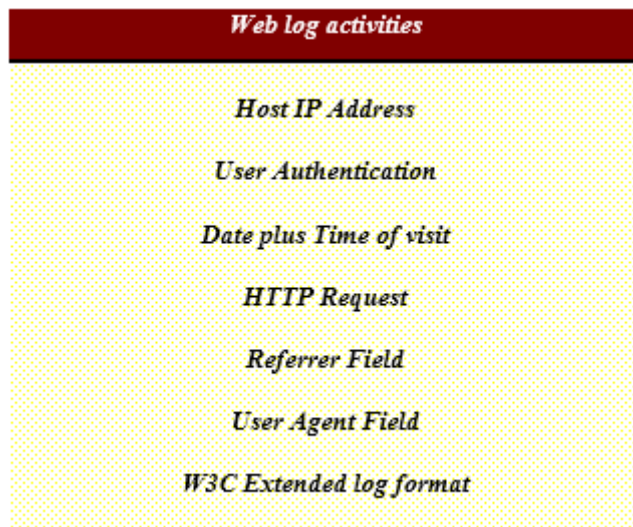 Web log activities
Host IP Address
User Authentication
Date plus Time of visit
HTTP Request
Referrer Field
User Agent Field
W3C Extended log format